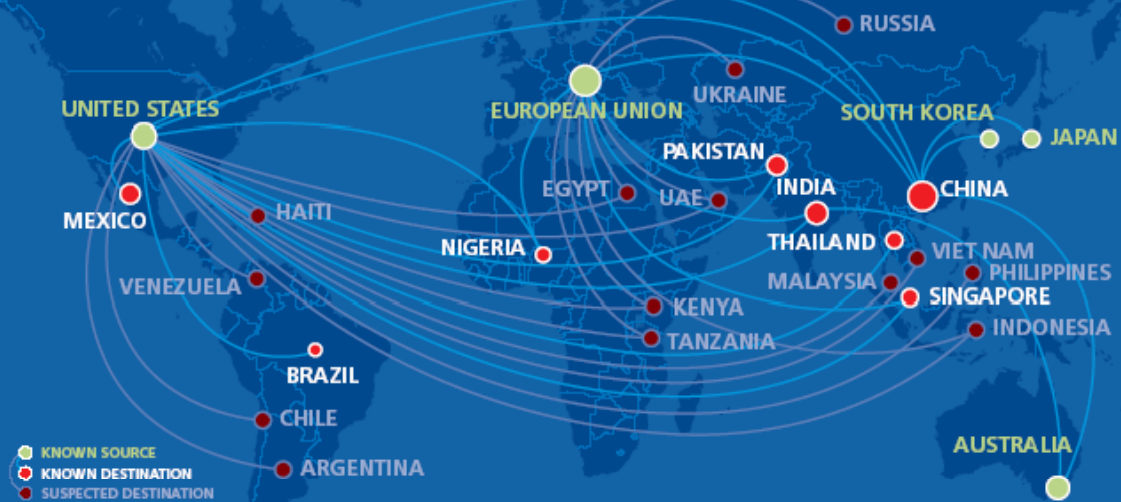 RUSSIA
UKRAINE
UNITED STATES
EUROPEAN UNION
SOUTH KOREA
JAPAN
PAKISTAN
INDIA
CHINA
EGYPT
UAE
MEXICO
HAITI
NIGERIA
THAILAND
VIET NAM
PHILIPPINES
VENEZUELA
MALAYSIA
SINGAPORE
KENYA
INDONESIA
TANZANIA
BRAZIL
CHILE
AUSTRALIA
ARGENTINA
KNOWN SOURCE
KNOWN DESTINATION
SUSPECTED DESTINATION